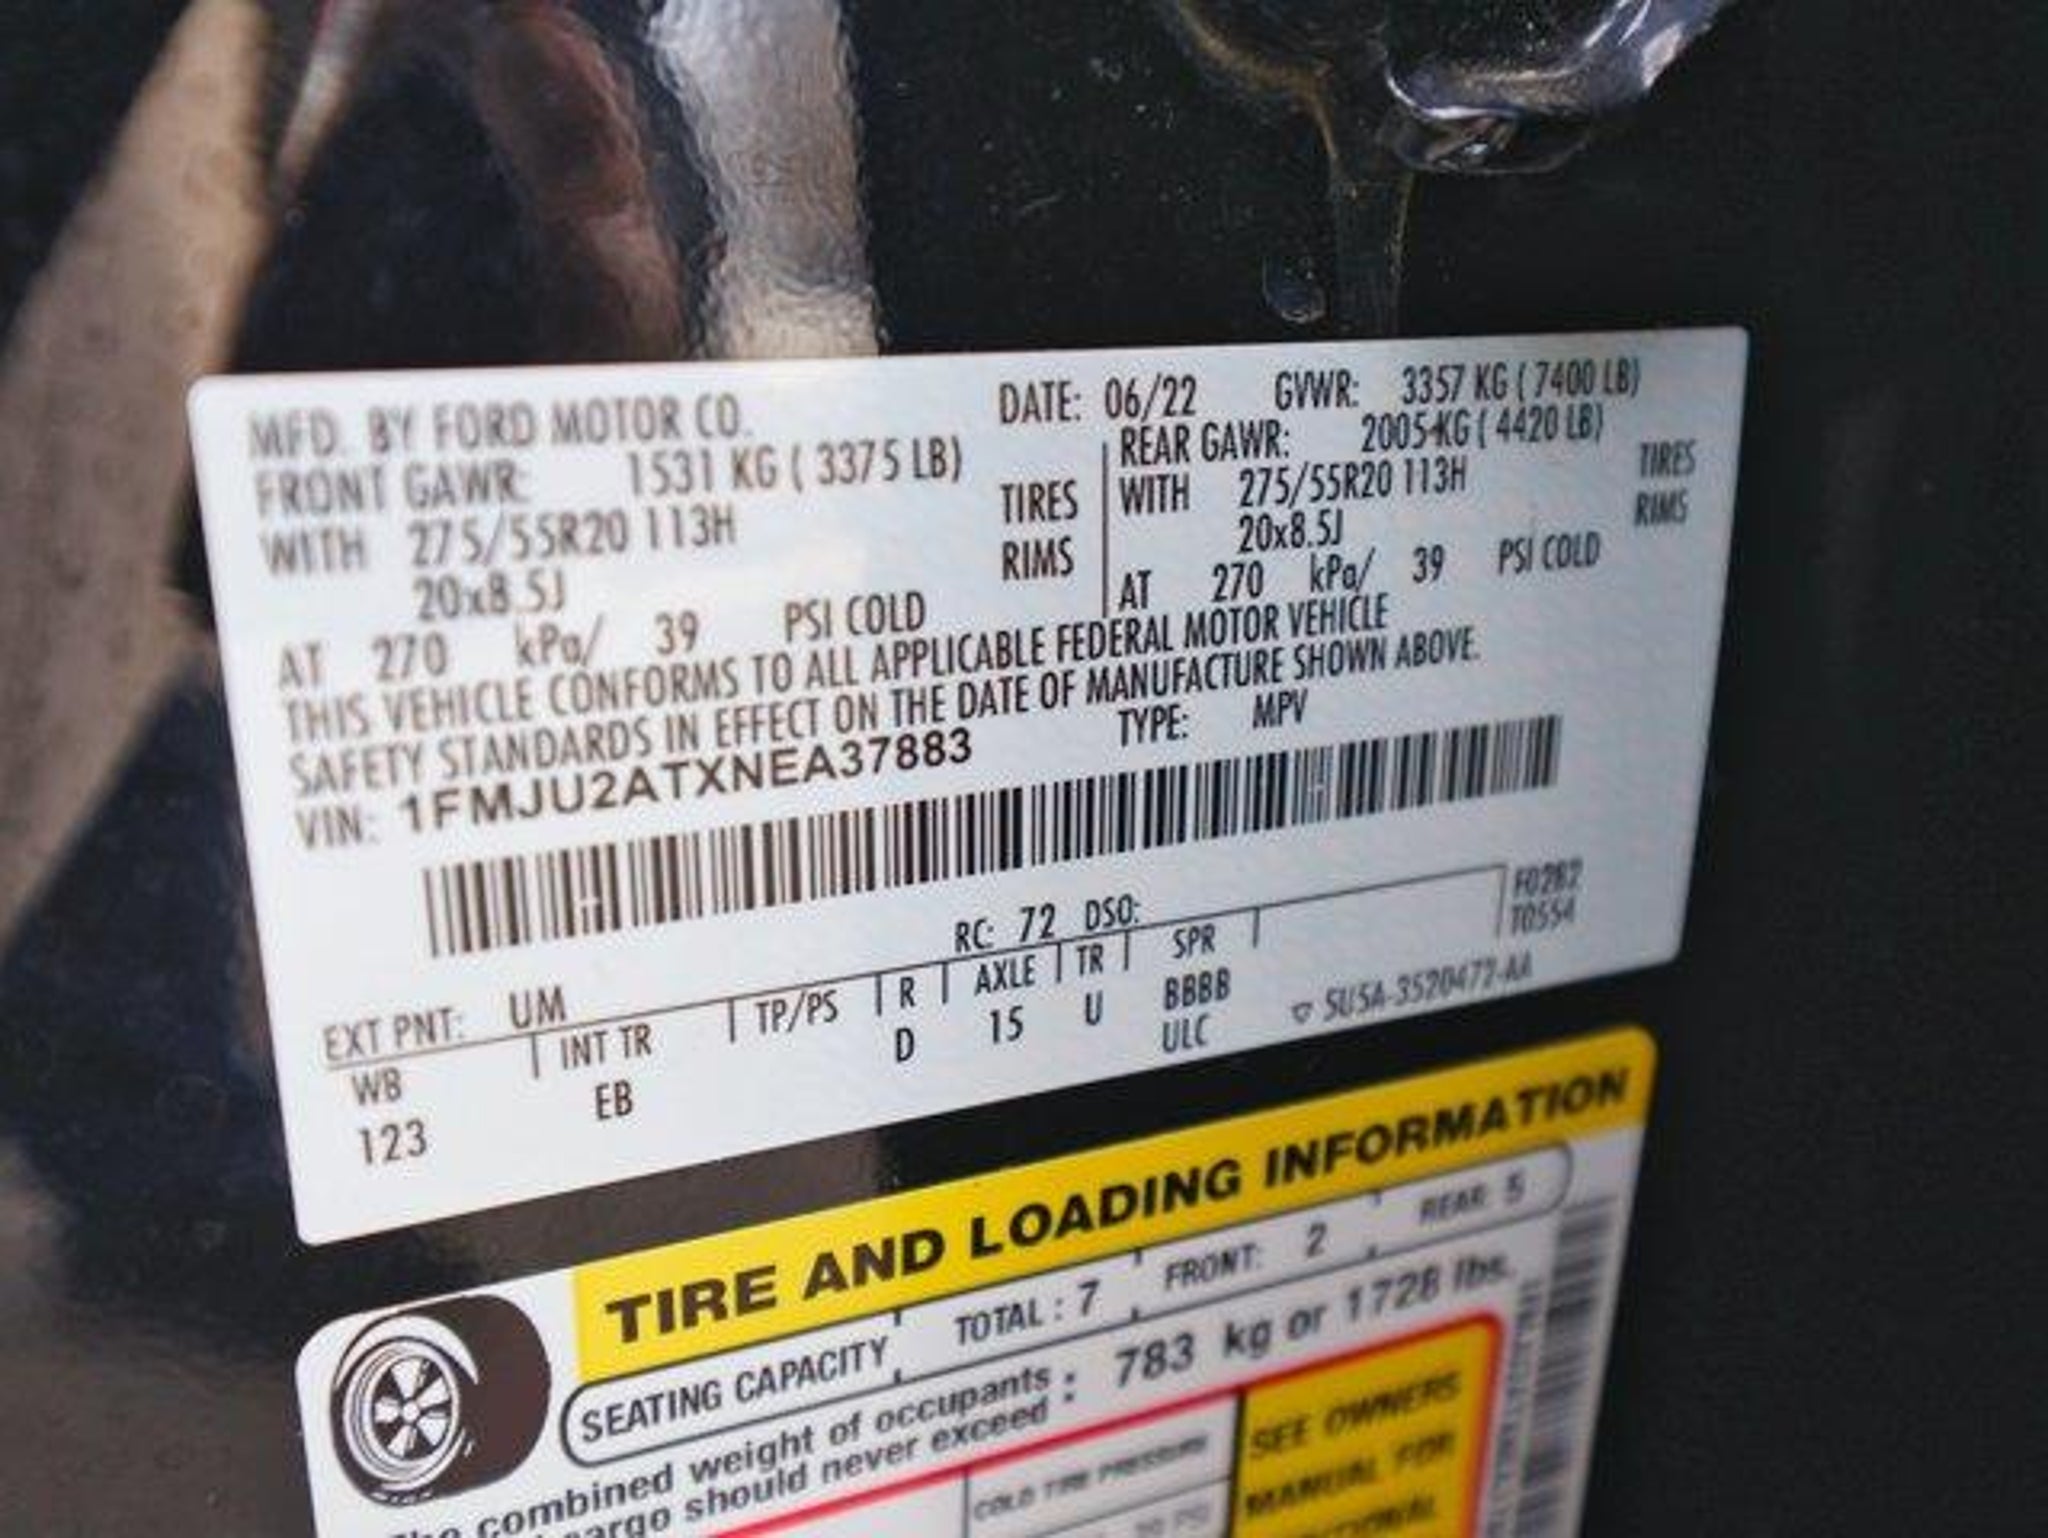 MFD. BY FORD MOTOR CO. DATE: 06/22 GVWR: 3357 KG ( 7400 LB)
FRONT GAWR: 1531 KG ( 3375 LB)
WITH 275/55R20 113H TIRES
20x8.5J RIMS
AT 270 kPa/ 39 PSI COLD
REAR GAWR: 2005-KG ( 4420 LB)
WITH 275/55R20 113H TIRES
20x8.5J RIMS
AT 270 kPa/ 39 PSI COLD
THIS VEHICLE CONFORMS TO ALL APPLICABLE FEDERAL MOTOR VEHICLE
SAFETY STANDARDS IN EFFECT ON THE DATE OF MANUFACTURE SHOWN ABOVE.
VIN: 1FMJU2ATXNEA37883 TYPE: MPV
F0282
T0554
EXT PNT: UM RC: 72 DSO:
WB INT TR TP/PS R AXLE TR SPR
123 EB D 15 U BBBB
ULC
5U5A-3520472-AA
TIRE AND LOADING INFORMATION
SEATING CAPACITY TOTAL : 7 FRONT: 2 REAR: 5
The combined weight of occupants
cargo should never exceed : 783 kg or 1728 lbs.
COLD TIRE PRESSURE
SEE OWNERS
MANUAL FOR